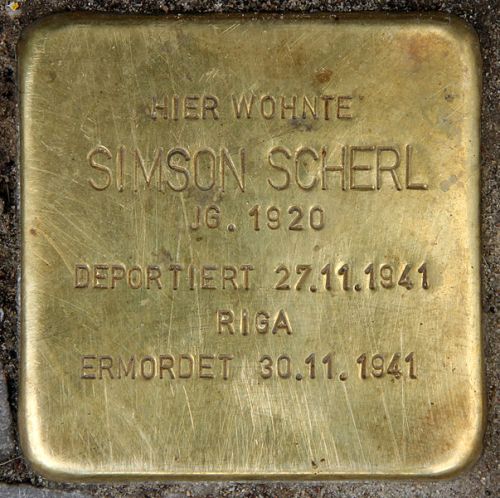 HIER WOHNTE
SIMSON SCHERL
JG. 1920
DEPORTIERT 27.11.1941
RIGA
ERMORDET 30.11.1941